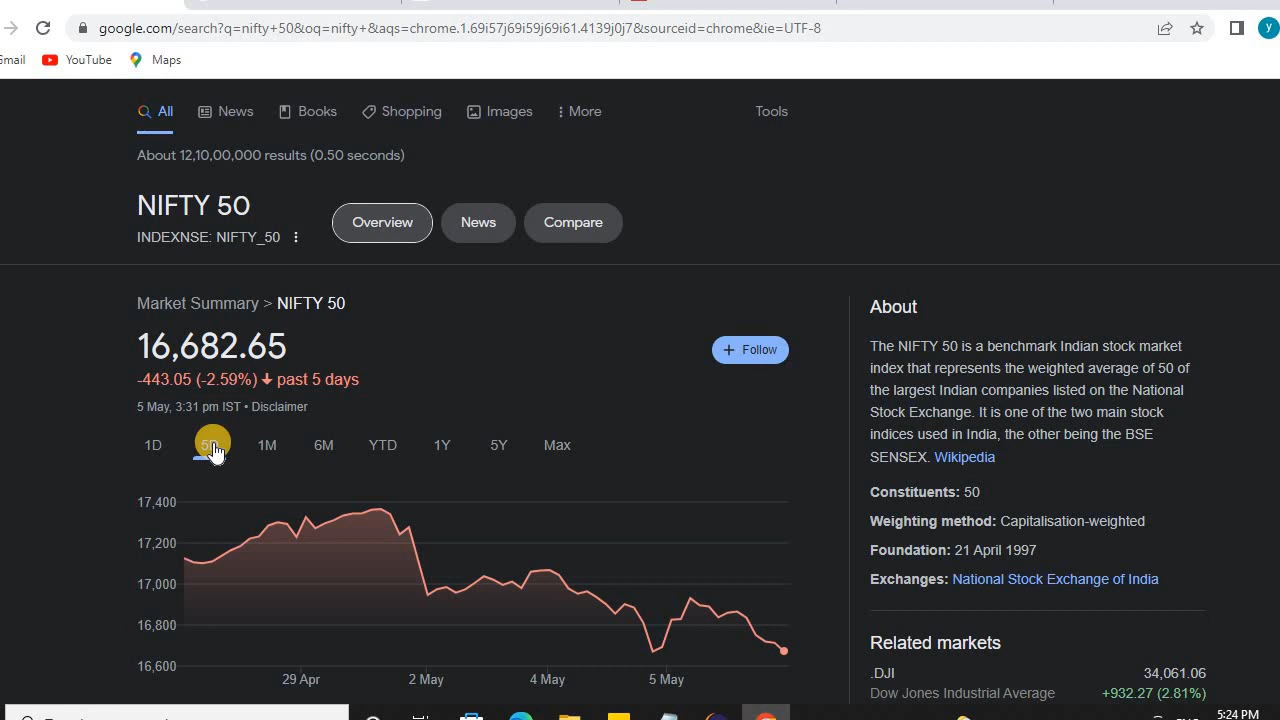 google.com/search?q=nifty+50&oq=nifty+&aqs=chrome.1.69i57j69i59j69i61.4139j0j7&sourceid=chrome&ie=UTF-8
y
YouTube
Maps
All
News
Books
Shopping
Images
More
Tools
About 12,10,00,000 results (0.50 seconds)
NIFTY 50
INDEXNSE: NIFTY_50
Overview
News
Compare
Market Summary > NIFTY 50
16,682.65
-443.05 (-2.59%) past 5 days
5 May, 3:31 pm IST • Disclaimer
+ Follow
1D
1M
6M
YTD
1Y
5Y
Max
17,400
17,200
17,000
16,800
16,600
29 Apr
2 May
4 May
5 May
About
The NIFTY 50 is a benchmark Indian stock market
index that represents the weighted average of 50 of
the largest Indian companies listed on the National
Stock Exchange. It is one of the two main stock
indices used in India, the other being the BSE
SENSEX. Wikipedia
Constituents: 50
Weighting method: Capitalisation-weighted
Foundation: 21 April 1997
Exchanges: National Stock Exchange of India
Related markets
.DJI
34,061.06
Dow Jones Industrial Average
+932.27 (2.81%)
5:24 PM